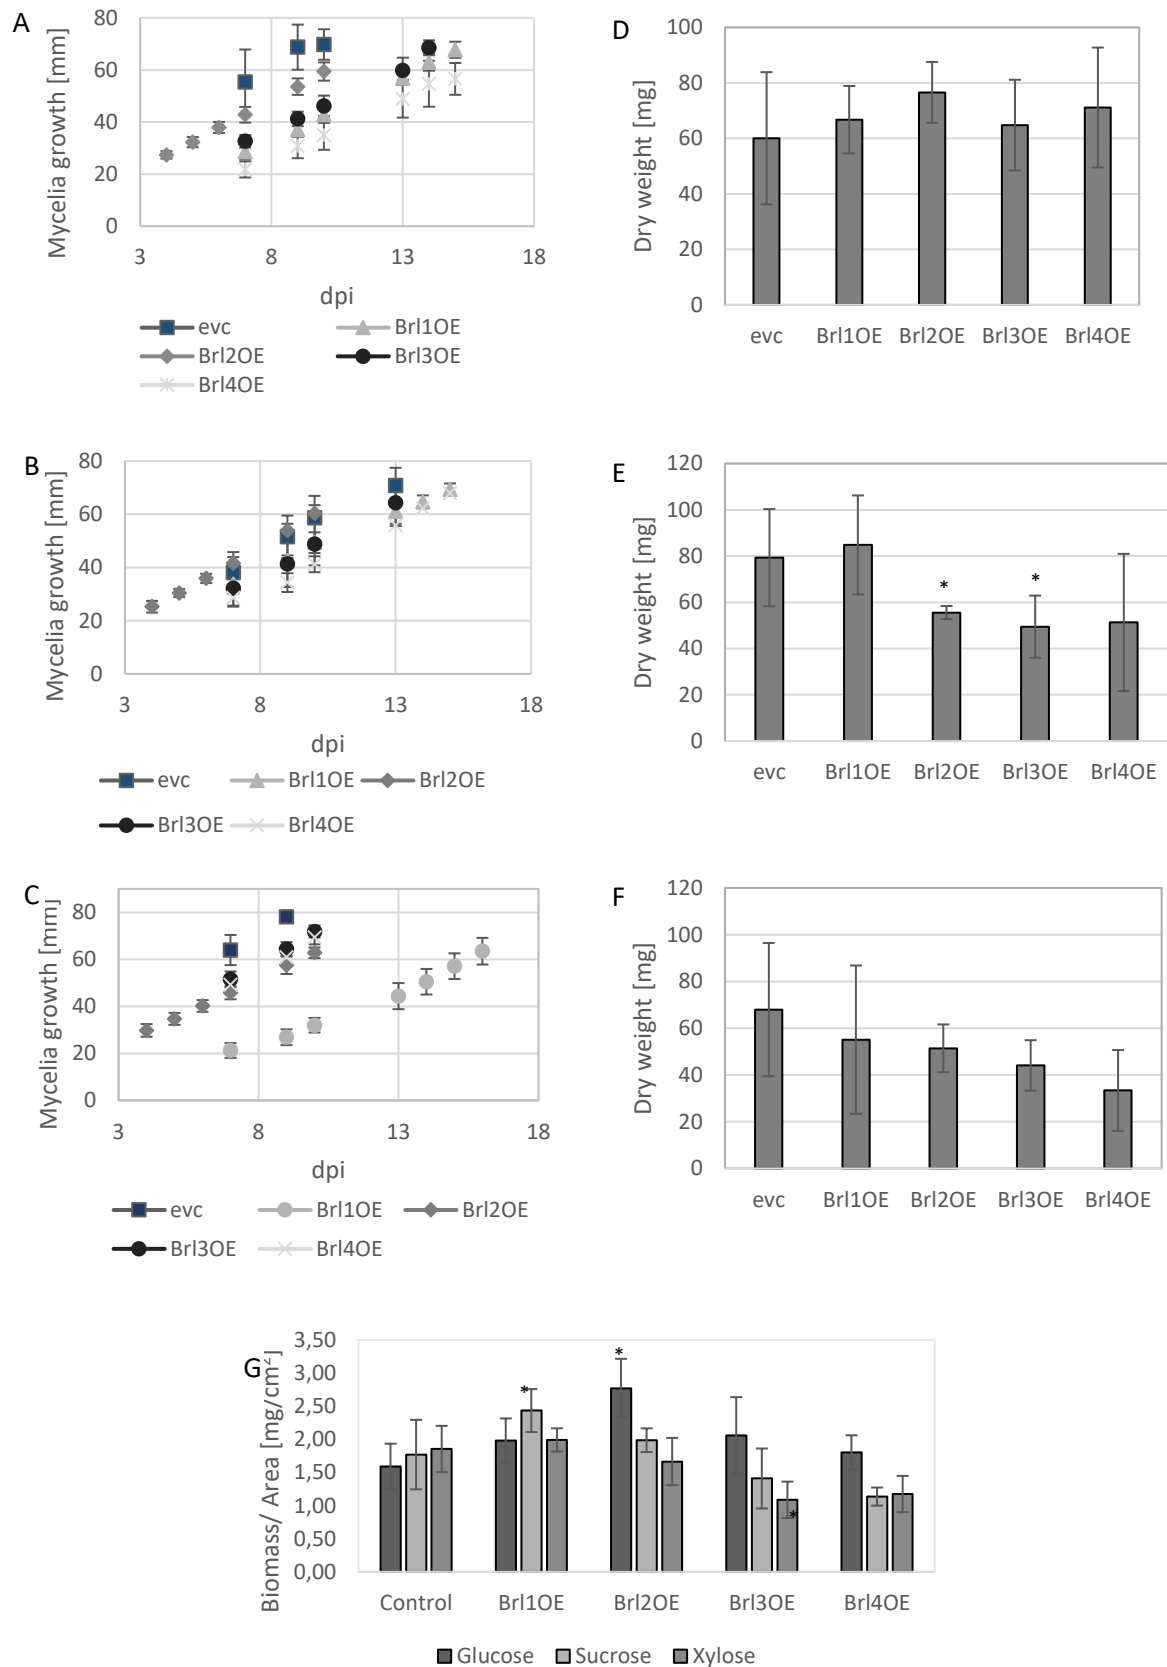 A
Mycelia growth [mm]
80
60
40
20
0
3 8 13 18
dpi
evc Brl1OE
Brl2OE Brl3OE
Brl4OE
D
Dry weight [mg]
100
80
60
40
20
0
evc Brl1OE Brl2OE Brl3OE Brl4OE
B
Mycelia growth [mm]
80
60
40
20
0
3 8 13 18
dpi
evc Brl1OE Brl2OE
Brl3OE Brl4OE
E
Dry weight [mg]
120
100
80
60
40
20
0
* *
evc Brl1OE Brl2OE Brl3OE Brl4OE
C
Mycelia growth [mm]
80
60
40
20
0
3 8 13 18
dpi
evc Brl1OE Brl2OE
Brl3OE Brl4OE
F
Dry weight [mg]
120
100
80
60
40
20
0
evc Brl1OE Brl2OE Brl3OE Brl4OE
G
Biomass/ Area [mg/cm²]
3,50
3,00
2,50
2,00
1,50
1,00
0,50
0,00
* * *
Control Brl1OE Brl2OE Brl3OE Brl4OE
Glucose Sucrose Xylose